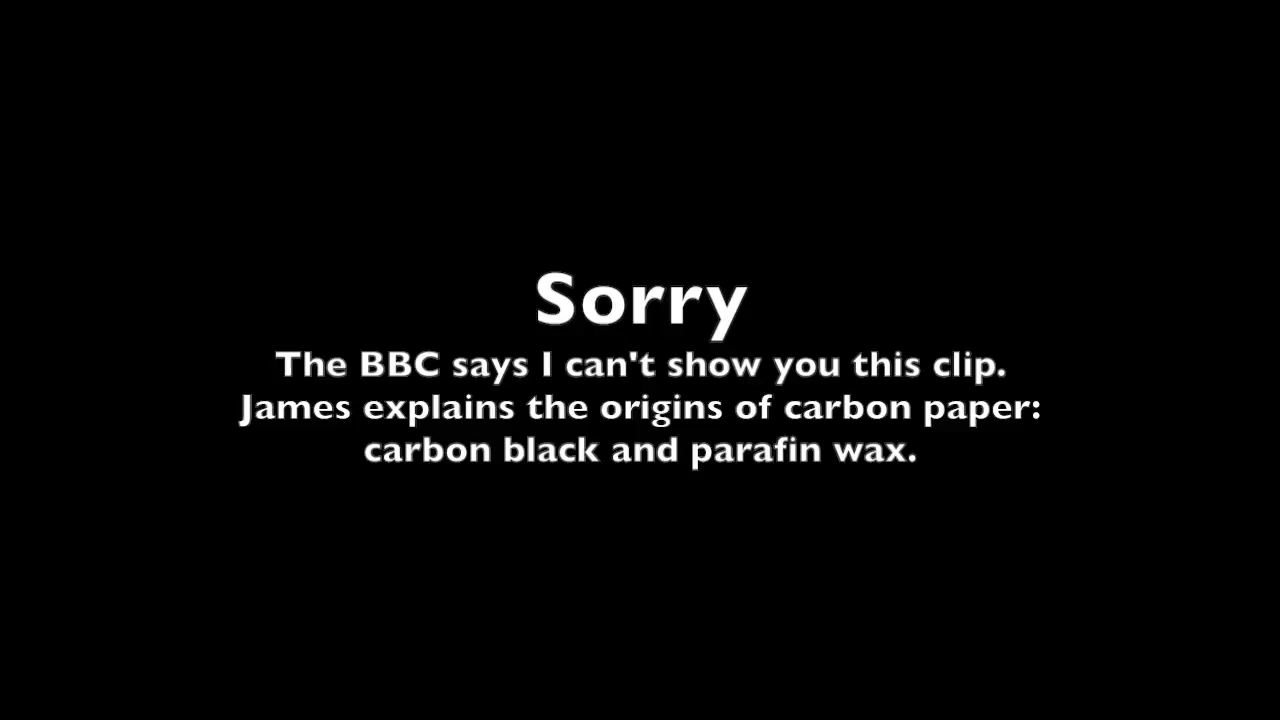 Sorry
The BBC says I can't show you this clip.
James explains the origins of carbon paper:
carbon black and parafin wax.